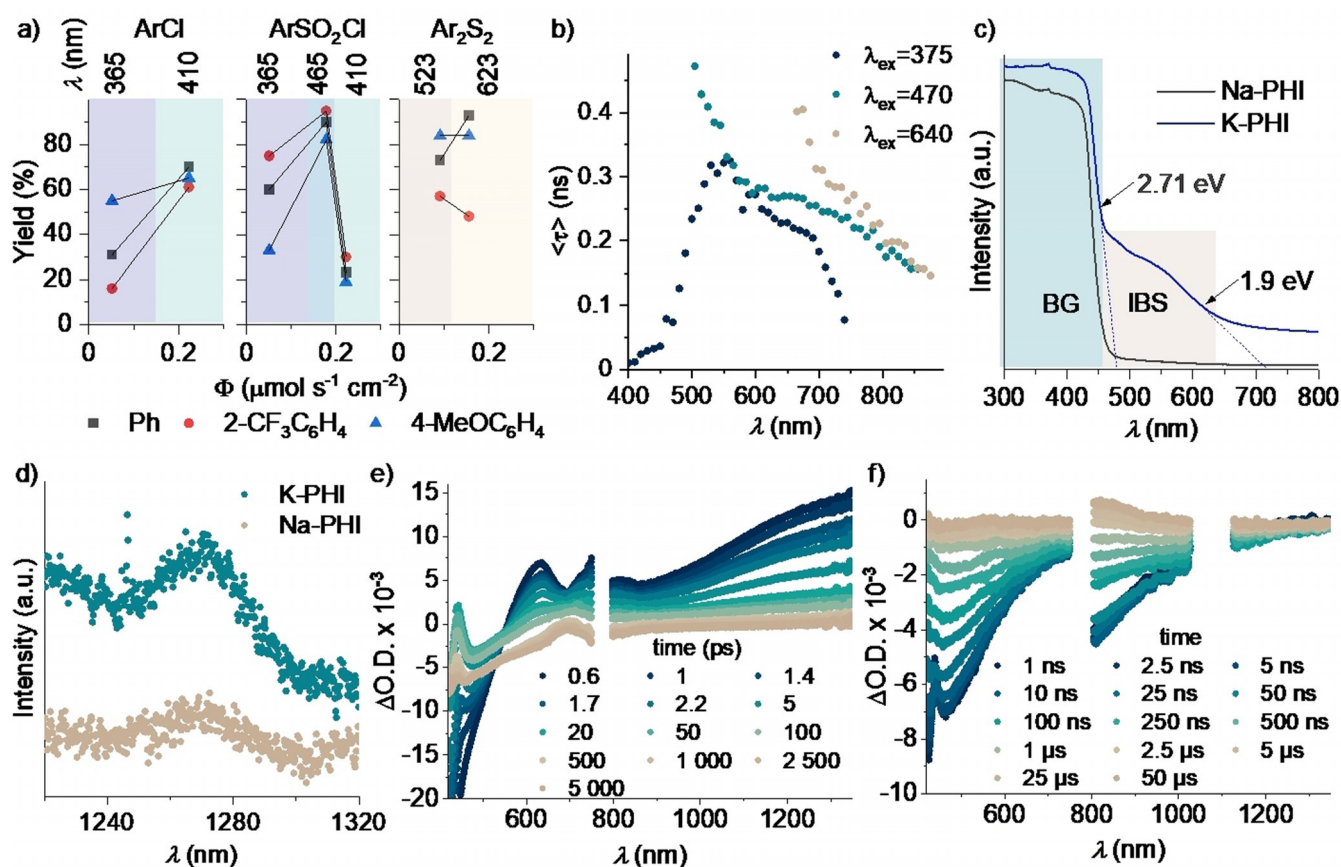 a)
ArCl
ArSO₂Cl
Ar₂S₂
λ (nm)
365
410
365
465
410
523
623
Yield (%)
80
60
40
20
0
0
0.2
0
0.2
0
0.2
Φ (μmol s⁻¹ cm⁻²)
Ph
2-CF₃C₆H₄
4-MeOC₆H₄
b)
λex=375
λex=470
λex=640
<τ> (ns)
0.4
0.3
0.2
0.1
0
400 500 600 700 800
λ (nm)
c)
Na-PHI
K-PHI
2.71 eV
1.9 eV
BG
IBS
Intensity (a.u.)
300 400 500 600 700 800
λ (nm)
d)
K-PHI
Na-PHI
Intensity (a.u.)
1240 1280 1320
λ (nm)
e)
ΔO.D. x 10⁻³
15
10
5
0
−5
−10
−15
−20
time (ps)
0.6 1 1.4
1.7 2.2 5
20 50 100
500 1 000 2 500
5 000
600 800 1000 1200
λ (nm)
f)
ΔO.D. x 10⁻³
0
−2
−4
−6
−8
−10
time
1 ns 2.5 ns 5 ns
10 ns 25 ns 50 ns
100 ns 250 ns 500 ns
1 μs 2.5 μs 5 μs
25 μs 50 μs
600 800 1000 1200
λ (nm)